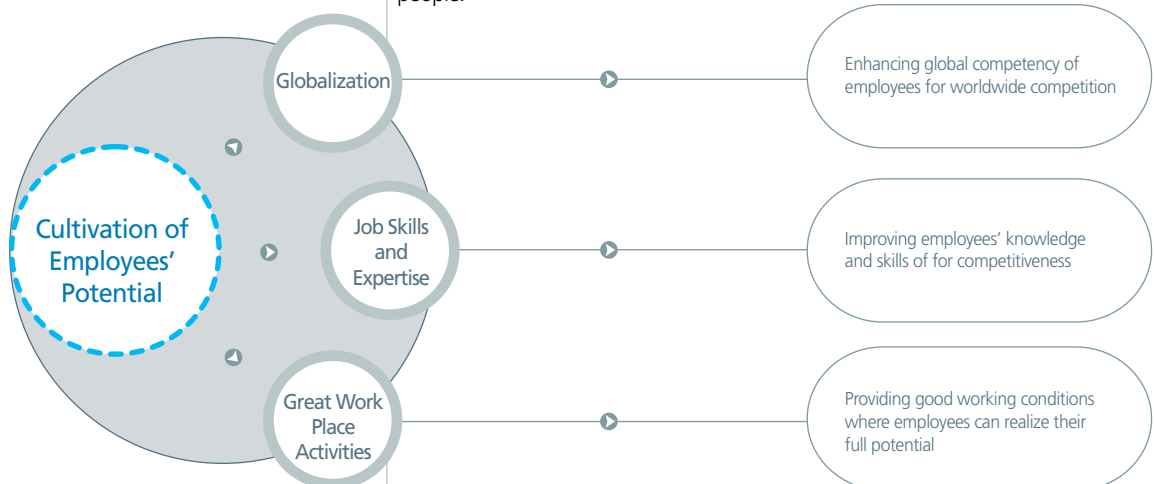 people.
Globalization
Enhancing global competency of
employees for worldwide competition
Cultivation of
Employees’
Potential
Job Skills
and
Expertise
Improving employees’ knowledge
and skills of for competitiveness
Great Work
Place
Activities
Providing good working conditions
where employees can realize their
full potential